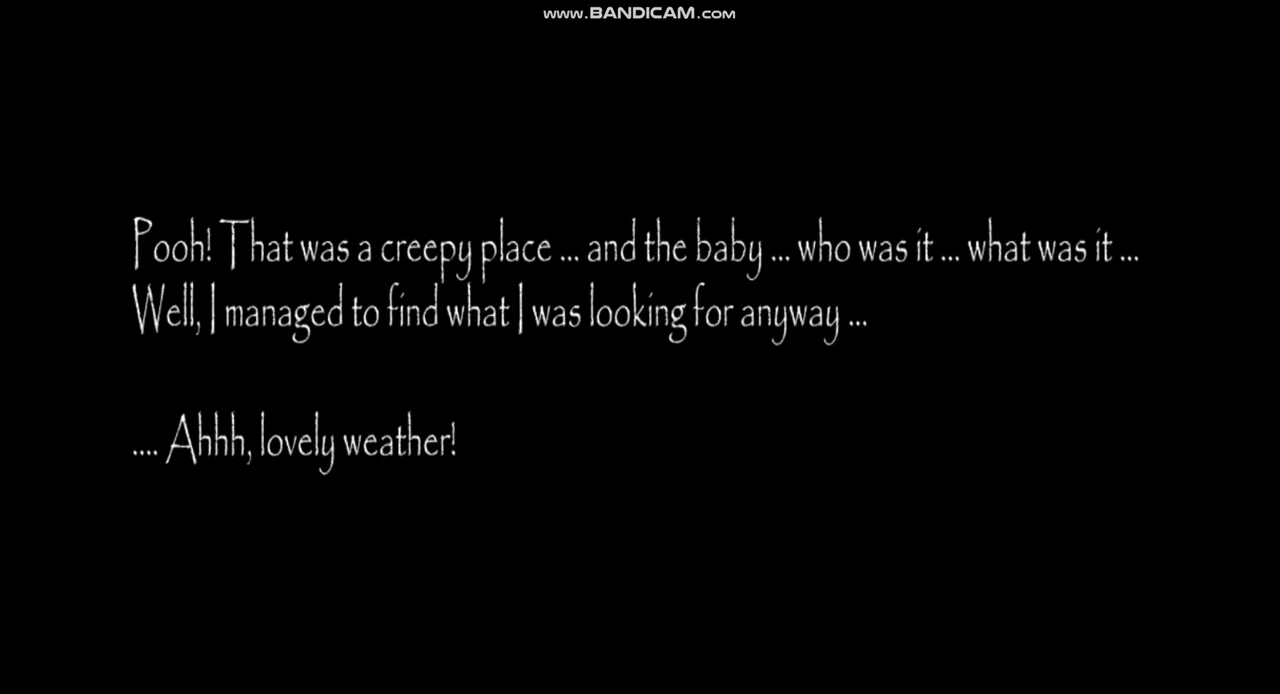 www.BANDICAM.com
Pooh! That was a creepy place ... and the baby ... who was it ... what was it ...
Well, I managed to find what I was looking for anyway ...
.... Ahhh, lovely weather!